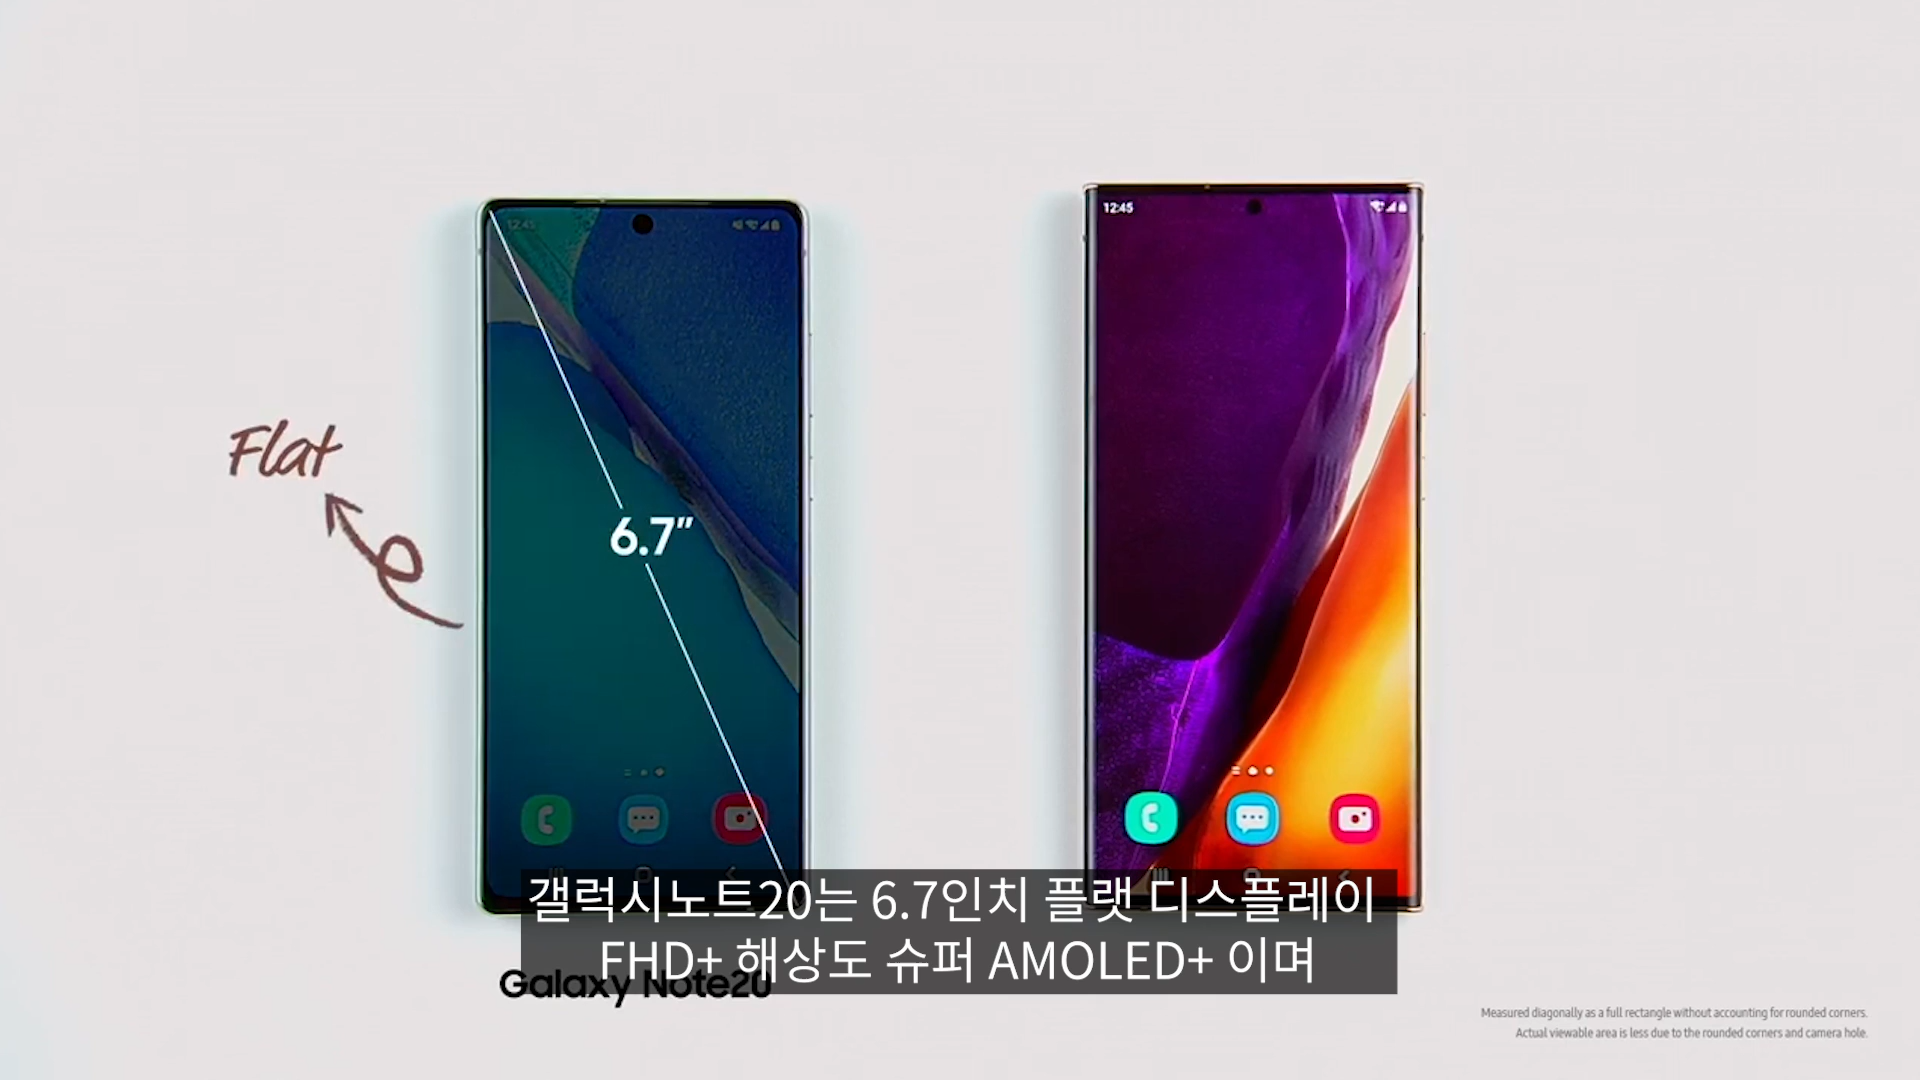 12:45
12:45
Flat
6.7"
갤럭시노트20는 6.7인치 플랫 디스플레이
FHD+ 해상도 슈퍼 AMOLED+ 이며
Galaxy Note20
Measured diagonally as a full rectangle without accounting for rounded corners.
Actual viewable area is less due to the rounded corners and camera hole.